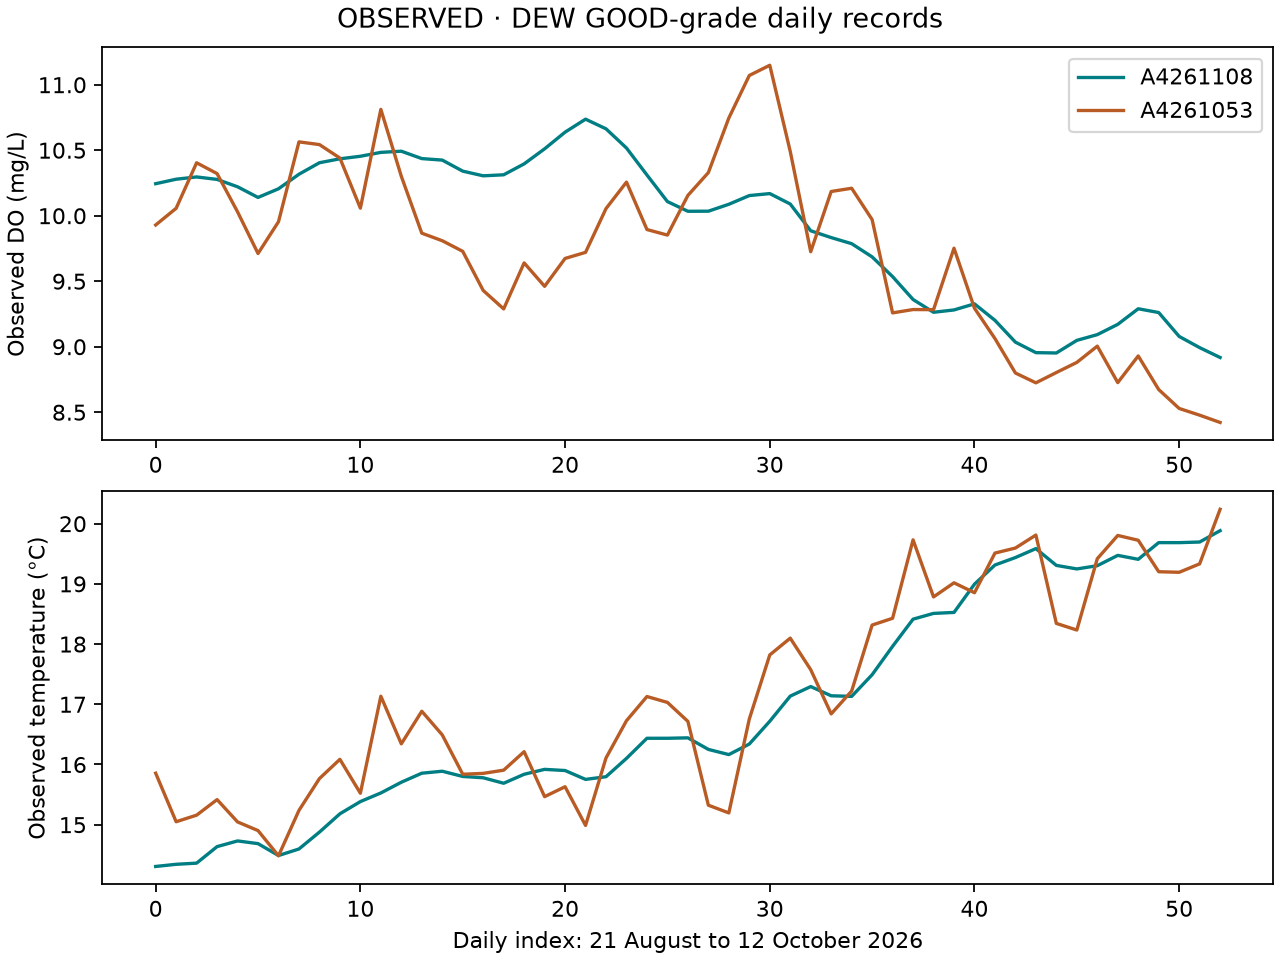 OBSERVED · DEW GOOD-grade daily records
Observed DO (mg/L)
11.0
10.5
10.0
9.5
9.0
8.5
A4261108
A4261053
0 10 20 30 40 50
Observed temperature (°C)
20
19
18
17
16
15
0 10 20 30 40 50
Daily index: 21 August to 12 October 2026